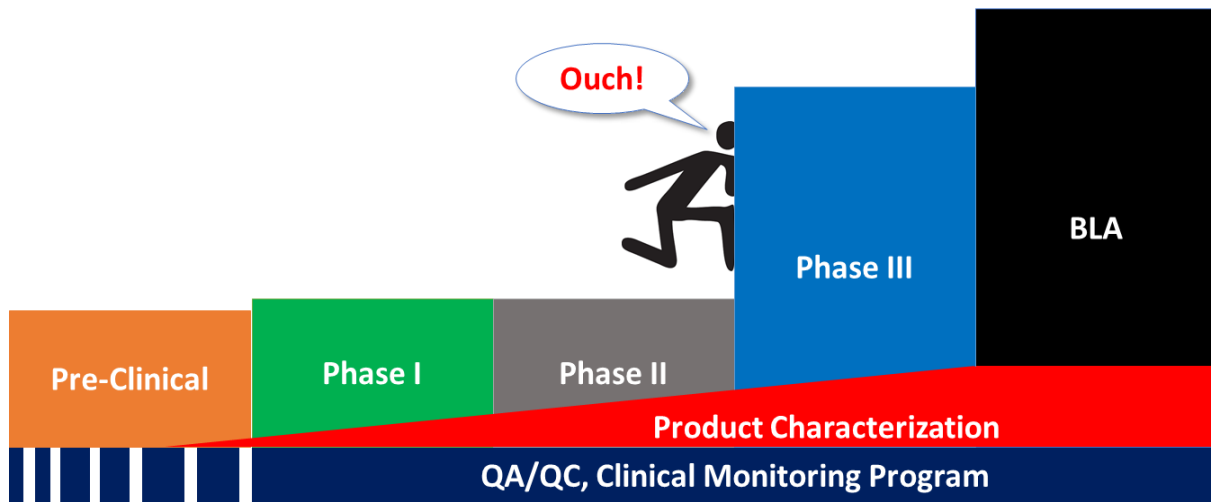 Ouch!
Pre-Clinical
Phase I
Phase II
Phase III
BLA
Product Characterization
QA/QC, Clinical Monitoring Program